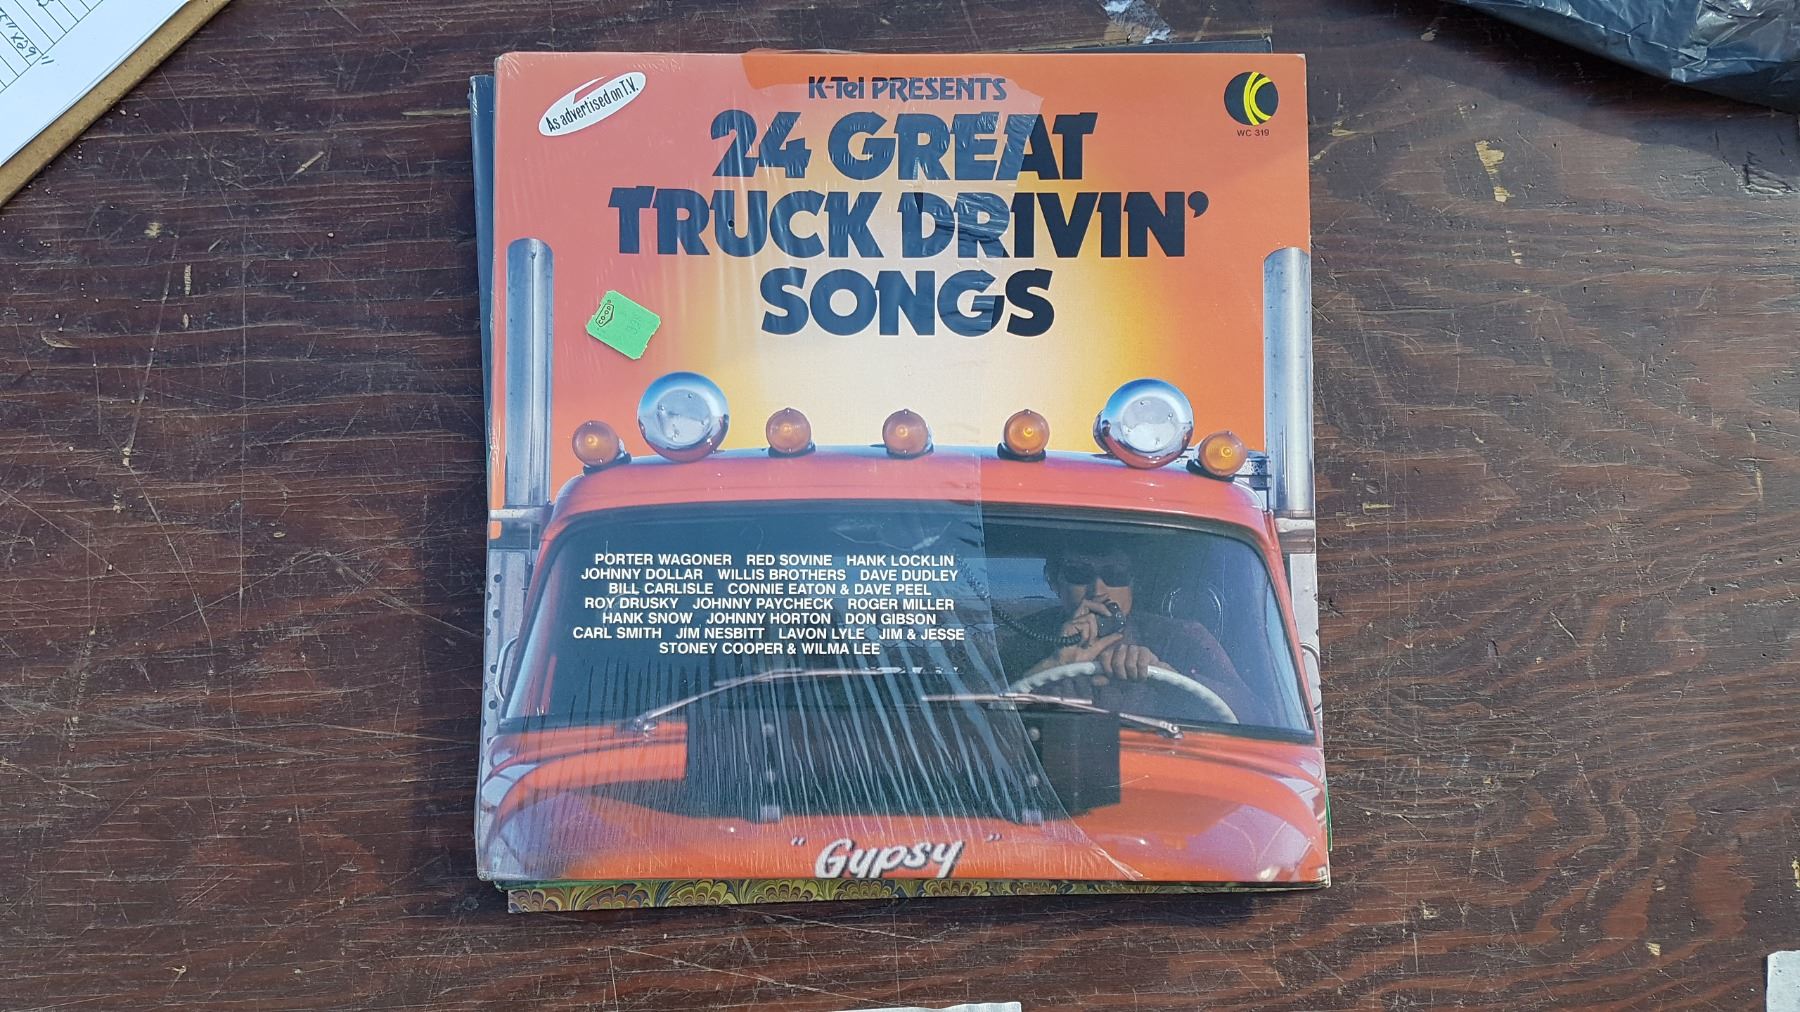 K-Tel PRESENTS
As advertised on T.V.
24 GREAT
TRUCK DRIVIN'
SONGS
WC 319
CO-OP
PORTER WAGONER RED SOVINE HANK LOCKLIN
JOHNNY DOLLAR WILLIS BROTHERS DAVE DUDLEY
BILL CARLISLE CONNIE EATON & DAVE PEEL
ROY DRUSKY JOHNNY PAYCHECK ROGER MILLER
HANK SNOW JOHNNY HORTON DON GIBSON
CARL SMITH JIM NESBITT LAVON LYLE JIM & JESSE
STONEY COOPER & WILMA LEE
"Gypsy"